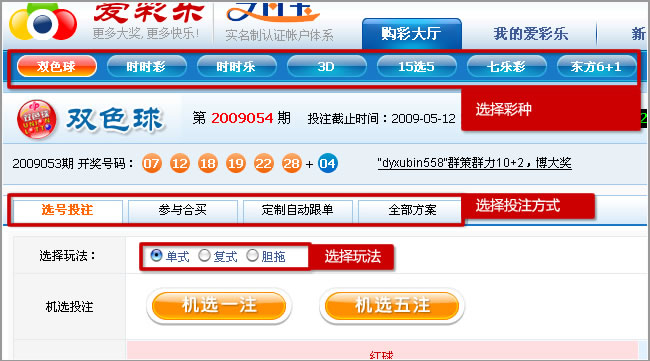 爱彩乐
更多大奖,更多快乐!
支付宝
实名制认证帐户体系
购彩大厅
我的爱彩乐
新
双色球 时时彩 时时乐 3D 15选5 七乐彩 东方6+1
选择彩种
双色球
第 2009054 期 投注截止时间:2009-05-12
2009053期 开奖号码: 07 12 18 19 22 28 + 04 "dyxubin558"群策群力10+2,博大奖
选号投注 参与合买 定制自动跟单 全部方案
选择投注方式
选择玩法: 单式 复式 胆拖
选择玩法
机选投注 机选一注 机选五注
红球